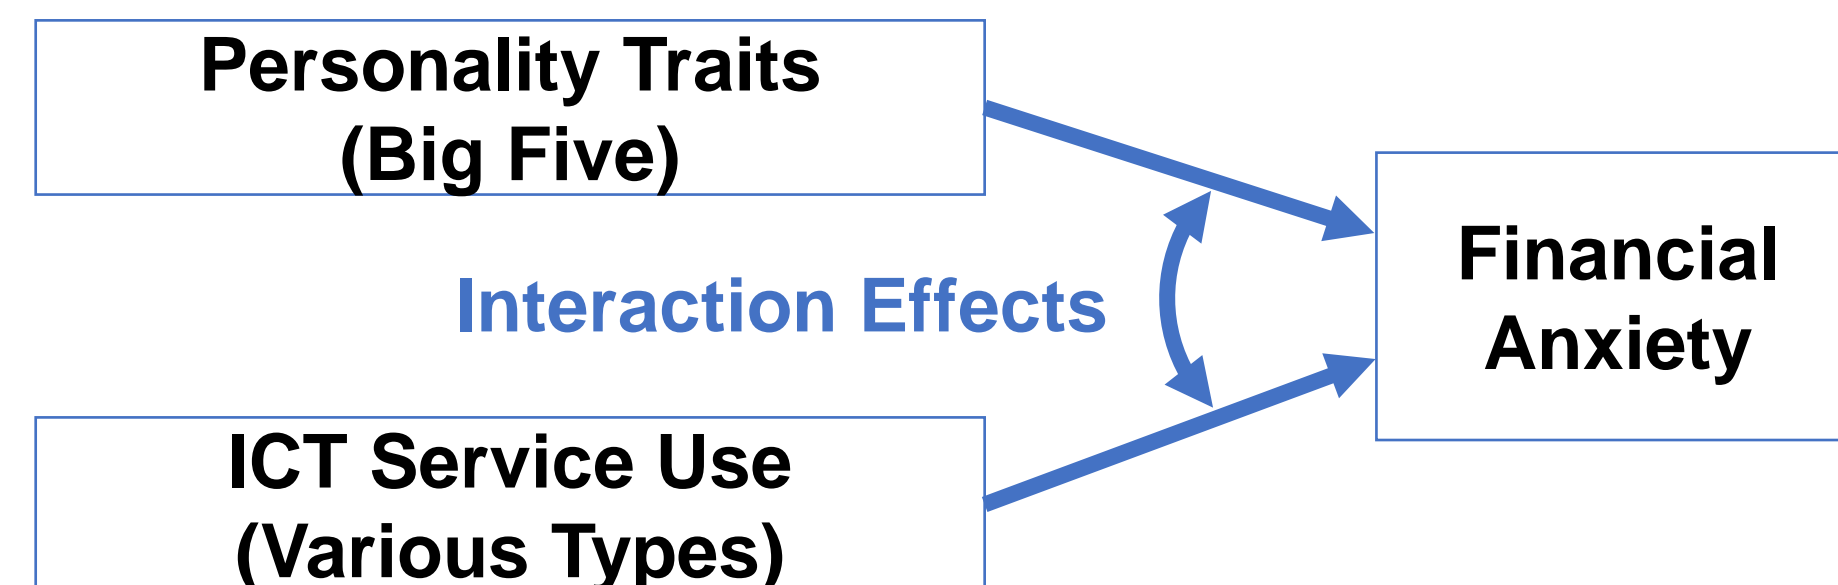 Personality Traits
(Big Five)
Interaction Effects
Financial
Anxiety
ICT Service Use
(Various Types)